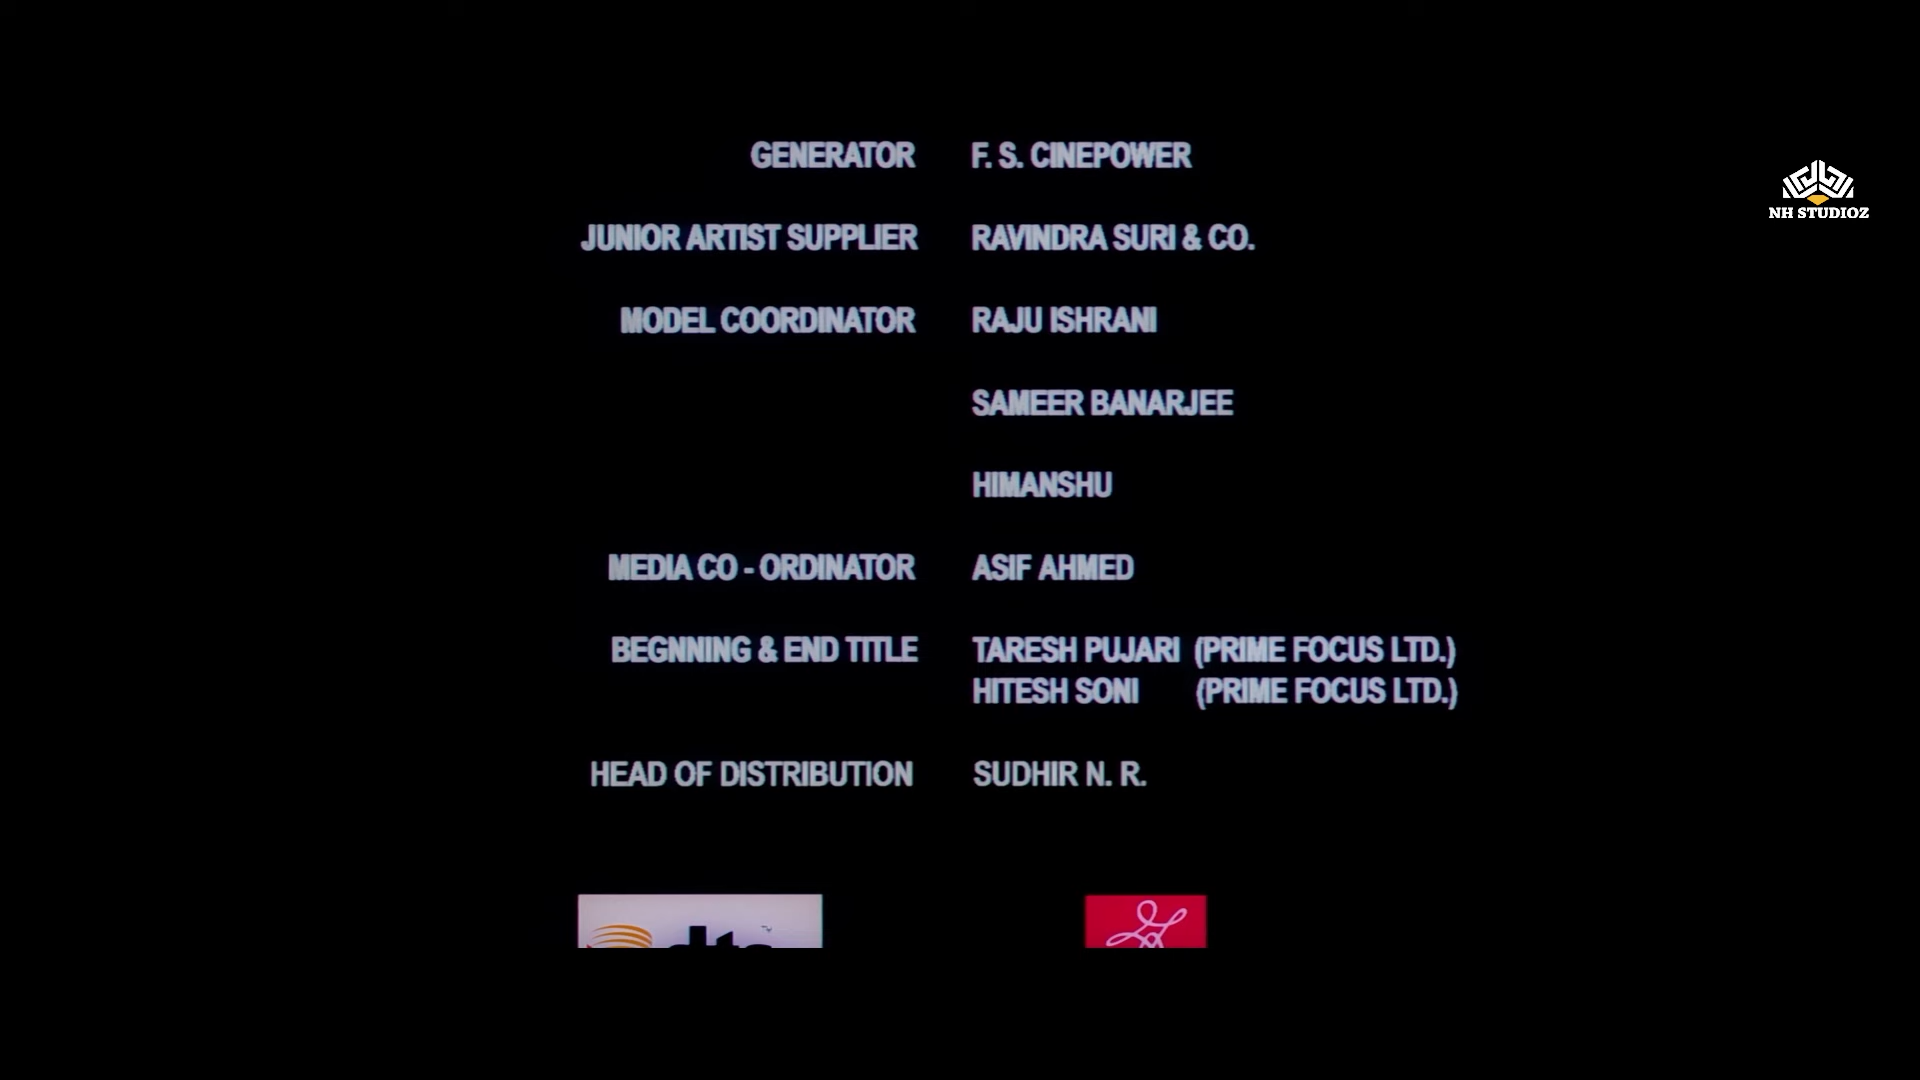 GENERATOR F. S. CINEPOWER
NH STUDIOZ
JUNIOR ARTIST SUPPLIER RAVINDRA SURI & CO.
MODEL COORDINATOR RAJU ISHRANI
SAMEER BANARJEE
HIMANSHU
MEDIA CO - ORDINATOR ASIF AHMED
BEGNNING & END TITLE TARESH PUJARI (PRIME FOCUS LTD.)
HITESH SONI (PRIME FOCUS LTD.)
HEAD OF DISTRIBUTION SUDHIR N. R.